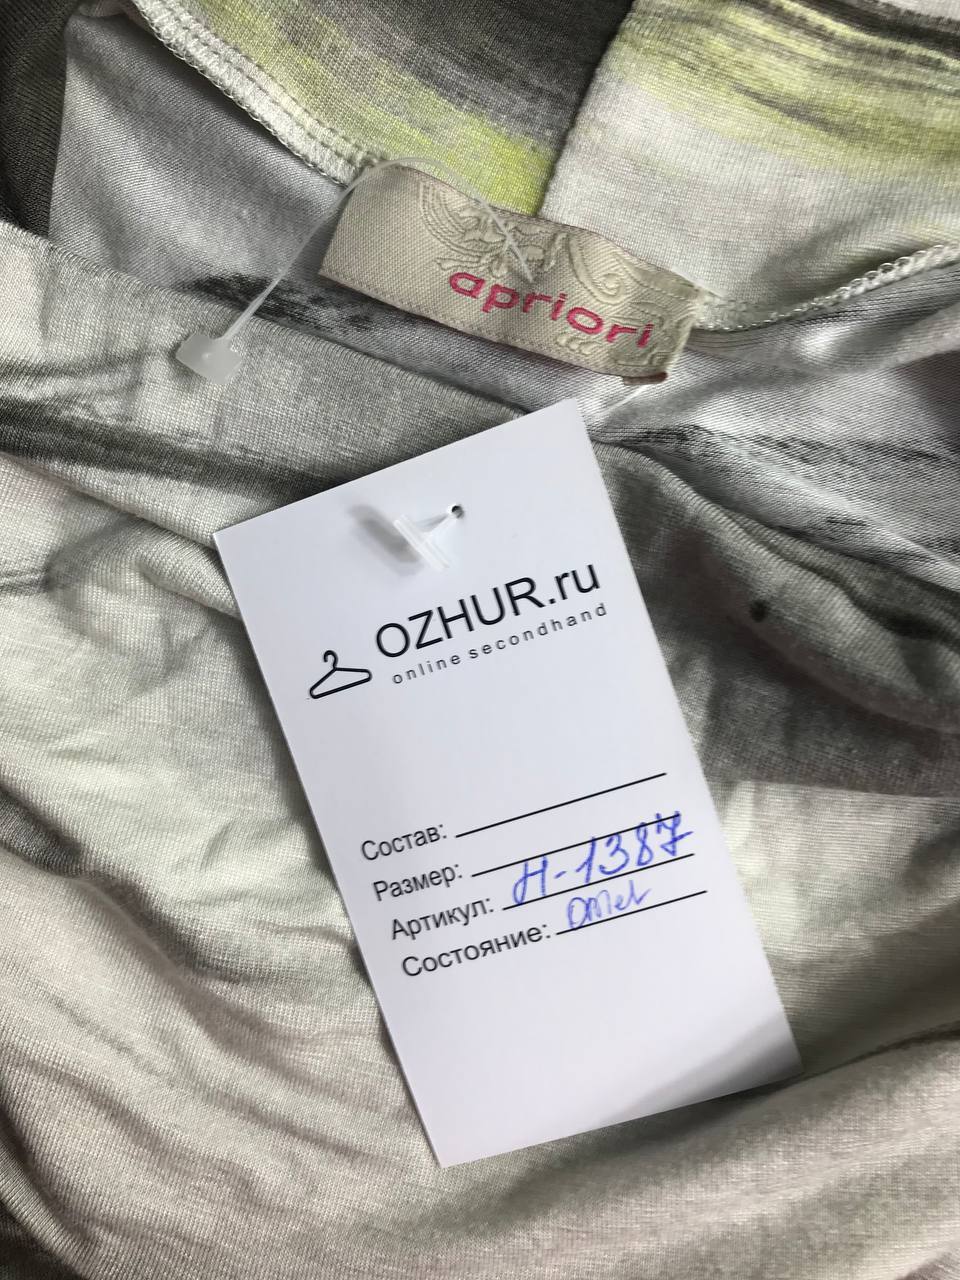 apriori
OZHUR.ru
online secondhand
Состав:
Размер:
Артикул: Н-1387
Состояние: